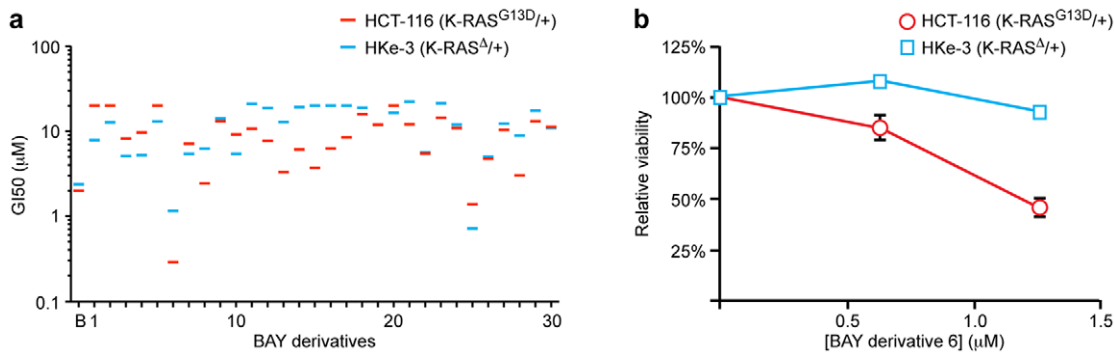 a
HCT-116 (K-RASG13D/+)
HKe-3 (K-RASΔ/+)
100
10
1
0.1
GI50 (μM)
B 1 10 20 30
BAY derivatives
b
HCT-116 (K-RASG13D/+)
HKe-3 (K-RASΔ/+)
125%
100%
75%
50%
25%
Relative viability
0.5 1.0 1.5
[BAY derivative 6] (μM)